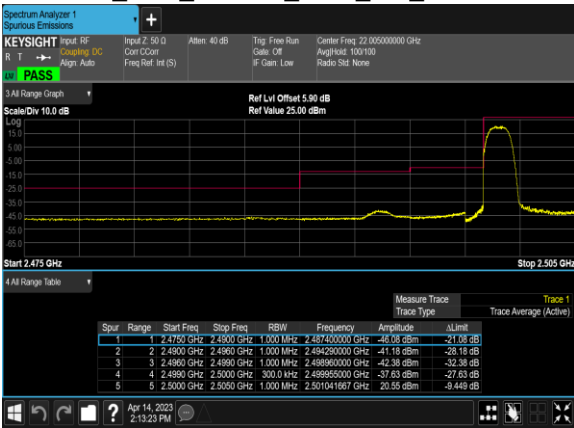 Spectrum Analyzer 1
Spurious Emissions
KEYSIGHT Input: RF
R T Coupling: DC
Align: Auto
Input Z: 50 Ω
Corr CCorr
Freq Ref: Int (S)
Atten: 40 dB
Trig: Free Run
Gate: Off
IF Gain: Low
Center Freq: 22.005000000 GHz
Avg|Hold: 100/100
Radio Std: None
PASS
3 All Range Graph
Ref Lvl Offset 5.90 dB
Scale/Div 10.0 dB
Ref Value 25.00 dBm
Log
15.0
5.00
-5.00
-15.0
-25.0
-35.0
-45.0
-55.0
-65.0
Start 2.475 GHz
Stop 2.505 GHz
4 All Range Table
Measure Trace Trace 1
Trace Type Trace Average (Active)
Spur Range Start Freq Stop Freq RBW Frequency Amplitude ΔLimit
1 1 2.4750 GHz 2.4900 GHz 1.000 MHz 2.487400000 GHz -46.08 dBm -21.08 dB
2 2 2.4900 GHz 2.4960 GHz 1.000 MHz 2.494290000 GHz -41.18 dBm -28.18 dB
3 3 2.4960 GHz 2.4990 GHz 1.000 MHz 2.498960000 GHz -42.38 dBm -32.38 dB
4 4 2.4990 GHz 2.5000 GHz 300.0 kHz 2.499955000 GHz -37.63 dBm -27.63 dB
5 5 2.5000 GHz 2.5050 GHz 1.000 MHz 2.501041667 GHz 20.55 dBm -9.449 dB
?
Apr 14, 2023
2:13:23 PM